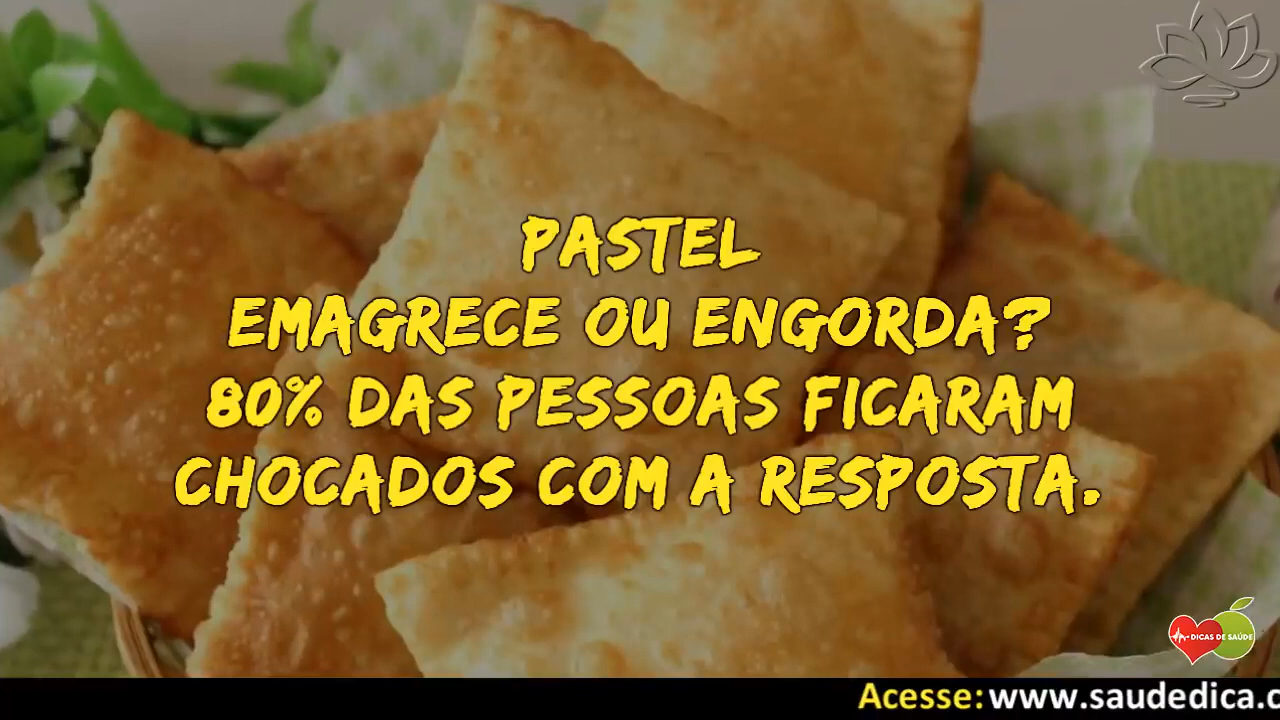 PASTEL
EMAGRECE OU ENGORDA?
80% DAS PESSOAS FICARAM
CHOCADOS COM A RESPOSTA.
DICAS DE SAÚDE
Acesse: www.saudedica.c